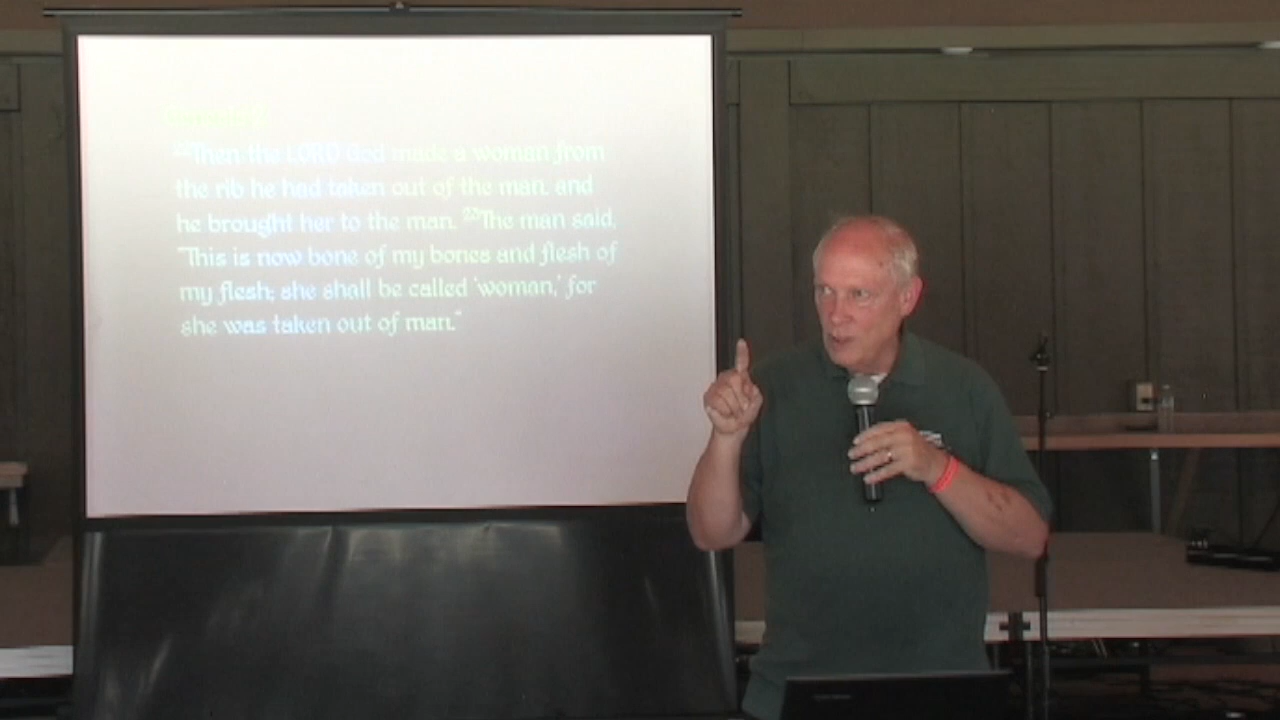 ²²Then the LORD God made a woman from
the rib he had taken out of the man, and
he brought her to the man. ²³The man said,
"This is now bone of my bones and flesh of
my flesh; she shall be called 'woman,' for
she was taken out of man."